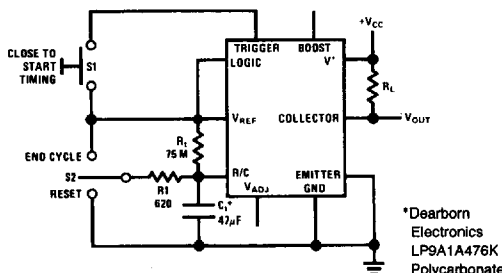 +VCC
CLOSE TO
START
TIMING
S1
TRIGGER
BOOST
LOGIC
V+
RL
VREF
COLLECTOR
VOUT
Rt
75 M
END CYCLE
S2
R/C
EMITTER
RESET
R1
620
VADJ
GND
Ct*
47µF
*Dearborn
Electronics
LP9A1A476K
Polycarbonate